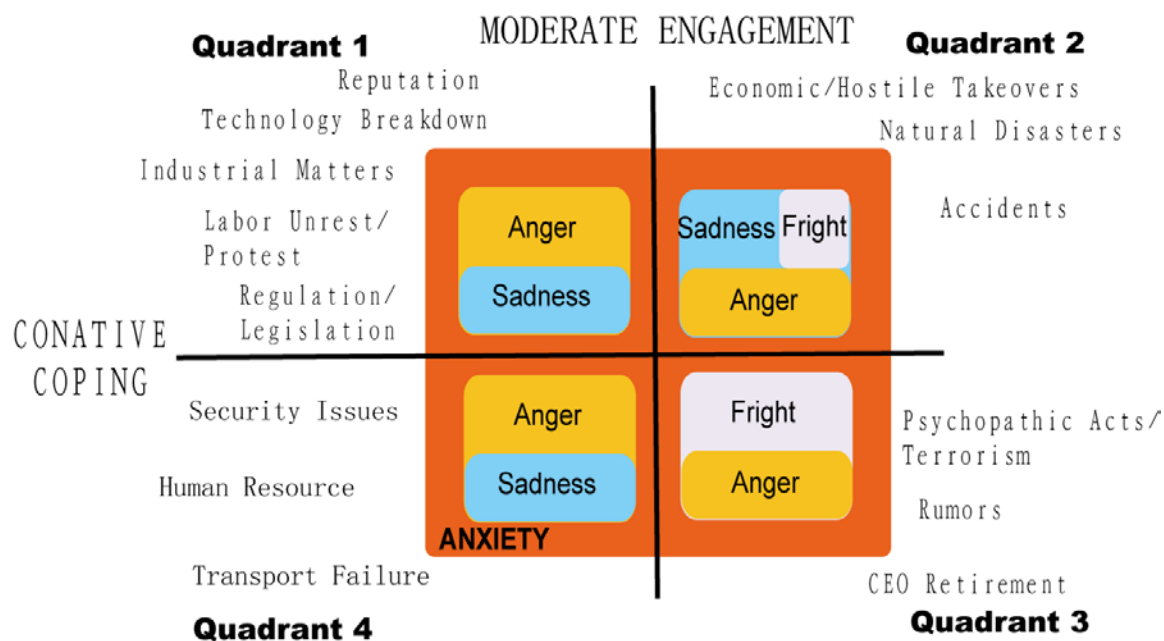 Quadrant 1
MODERATE ENGAGEMENT
Quadrant 2
Reputation
Technology Breakdown
Industrial Matters
Labor Unrest/
Protest
Regulation/
Legislation
Economic/Hostile Takeovers
Natural Disasters
Accidents
Anger
Sadness
Sadness
Fright
Anger
CONATIVE
COPING
Security Issues
Human Resource
Transport Failure
Anger
Sadness
ANXIETY
Fright
Anger
Psychopathic Acts/
Terrorism
Rumors
CEO Retirement
Quadrant 4
Quadrant 3